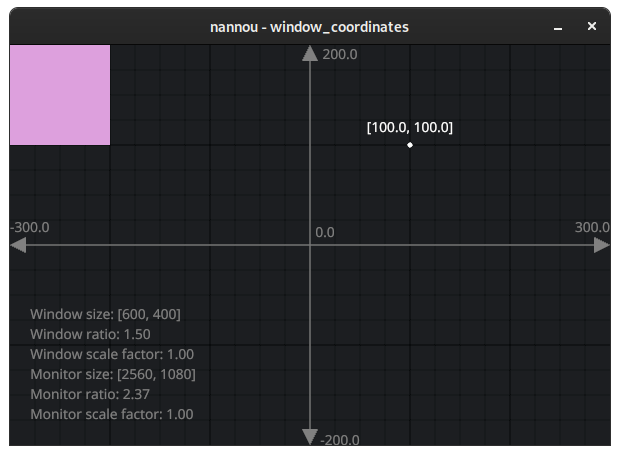 nannou - window_coordinates
200.0
[100.0, 100.0]
-300.0
0.0
300.0
Window size: [600, 400]
Window ratio: 1.50
Window scale factor: 1.00
Monitor size: [2560, 1080]
Monitor ratio: 2.37
Monitor scale factor: 1.00
-200.0